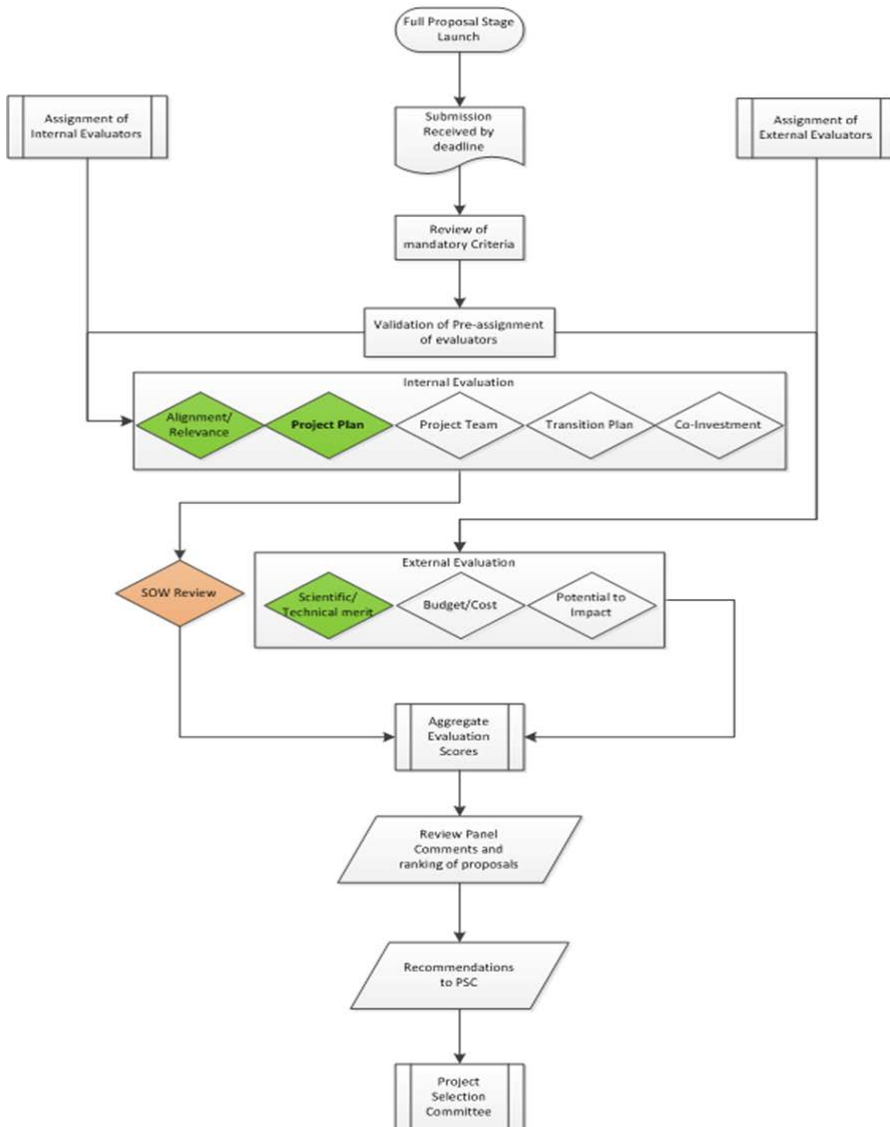 Full Proposal Stage
Launch
Assignment of
Internal Evaluators
Submission
Received by
deadline
Assignment of
External Evaluators
Review of
mandatory Criteria
Validation of Pre-assignment
of evaluators
Internal Evaluation
Alignment/
Relevance
Project Plan
Project Team
Transition Plan
Co-Investment
SOW Review
External Evaluation
Scientific/
Technical merit
Budget/Cost
Potential to
Impact
Aggregate
Evaluation
Scores
Review Panel
Comments and
ranking of proposals
Recommendations
to PSC
Project
Selection
Committee